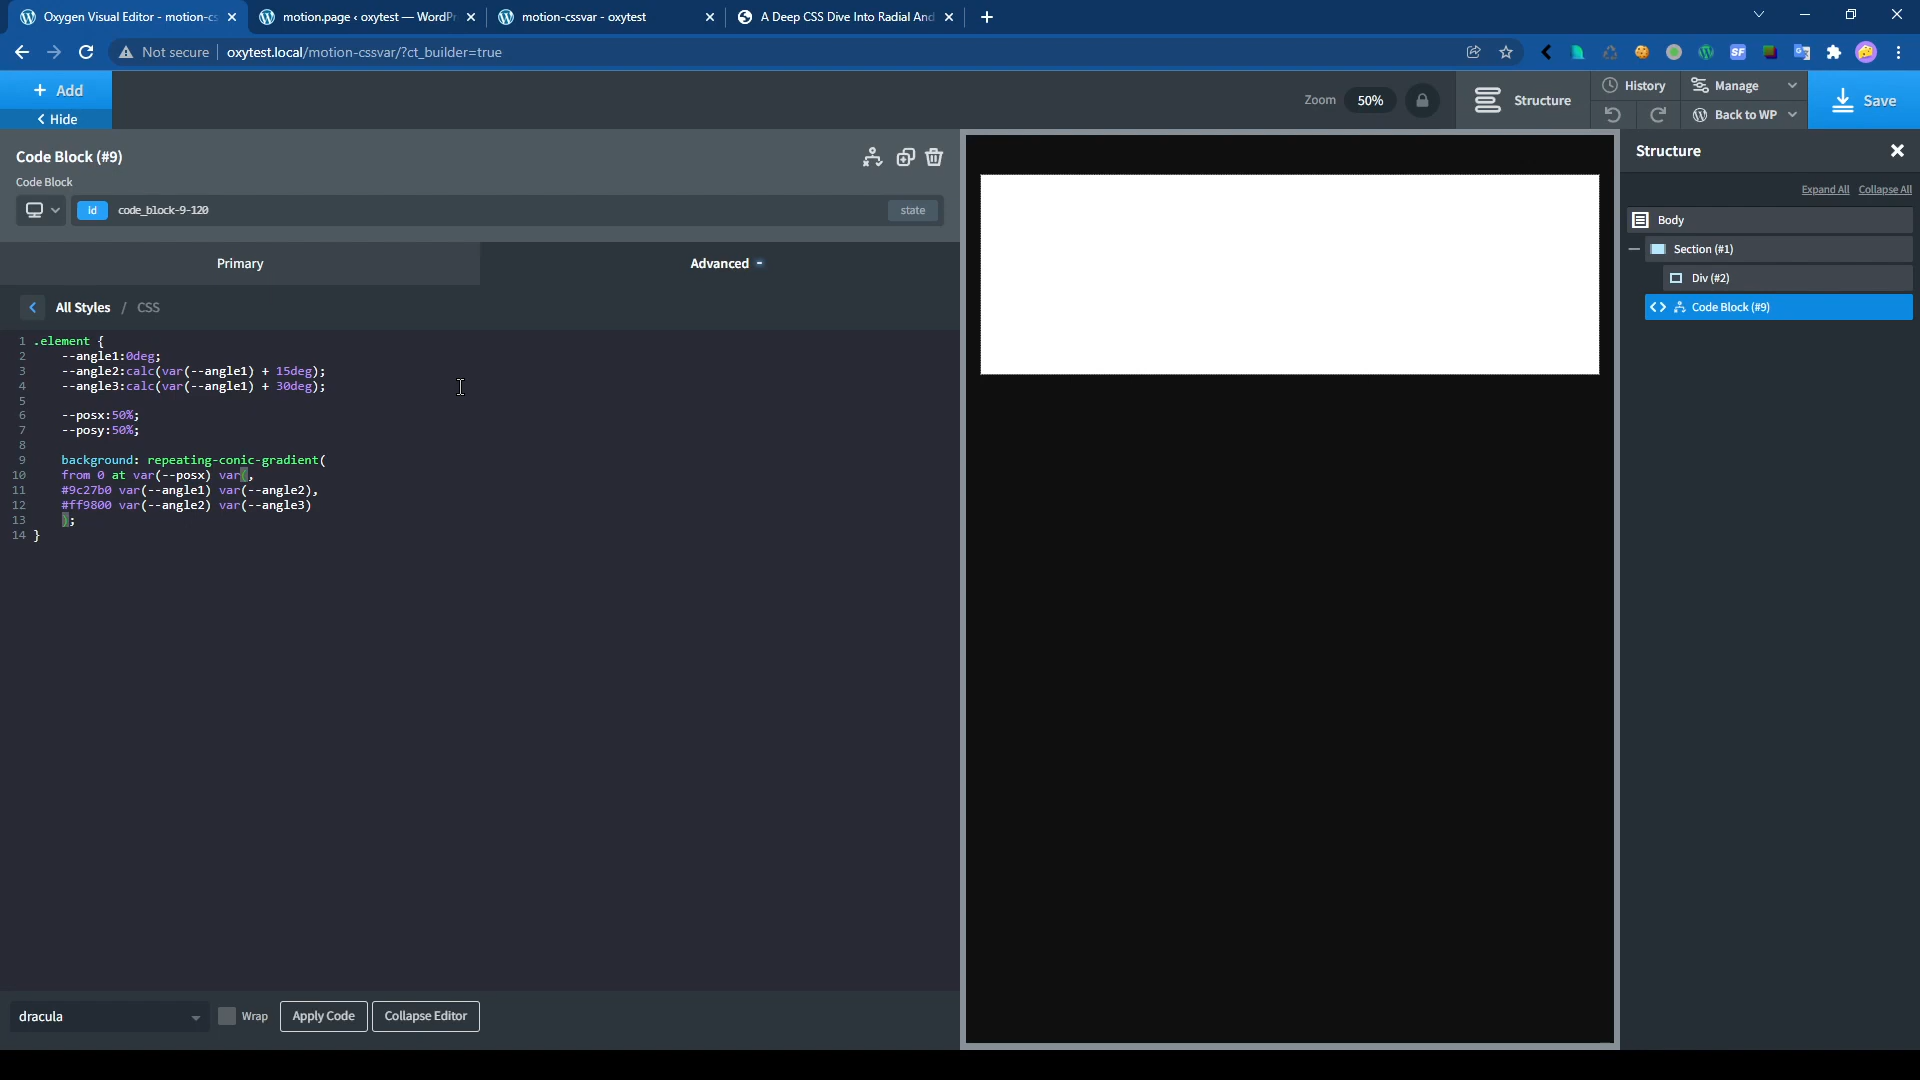 Oxygen Visual Editor - motion-cs
motion.page ‹ oxytest — WordPr
motion-cssvar - oxytest
A Deep CSS Dive Into Radial And
Not secure
oxytest.local/motion-cssvar/?ct_builder=true
SF
+ Add
Hide
Zoom
50%
Structure
History
Manage
Back to WP
Save
Code Block (#9)
Code Block
id
code_block-9-120
state
Primary
Advanced
All Styles / CSS
1 .element {
2 --angle1:0deg;
3 --angle2:calc(var(--angle1) + 15deg);
4 --angle3:calc(var(--angle1) + 30deg);
5
6 --posx:50%;
7 --posy:50%;
8
9 background: repeating-conic-gradient(
10 from 0 at var(--posx) var(,
11 #9c27b0 var(--angle1) var(--angle2),
12 #ff9800 var(--angle2) var(--angle3)
13 );
14 }
dracula
Wrap
Apply Code
Collapse Editor
Structure
Expand All
Collapse All
Body
Section (#1)
Div (#2)
Code Block (#9)